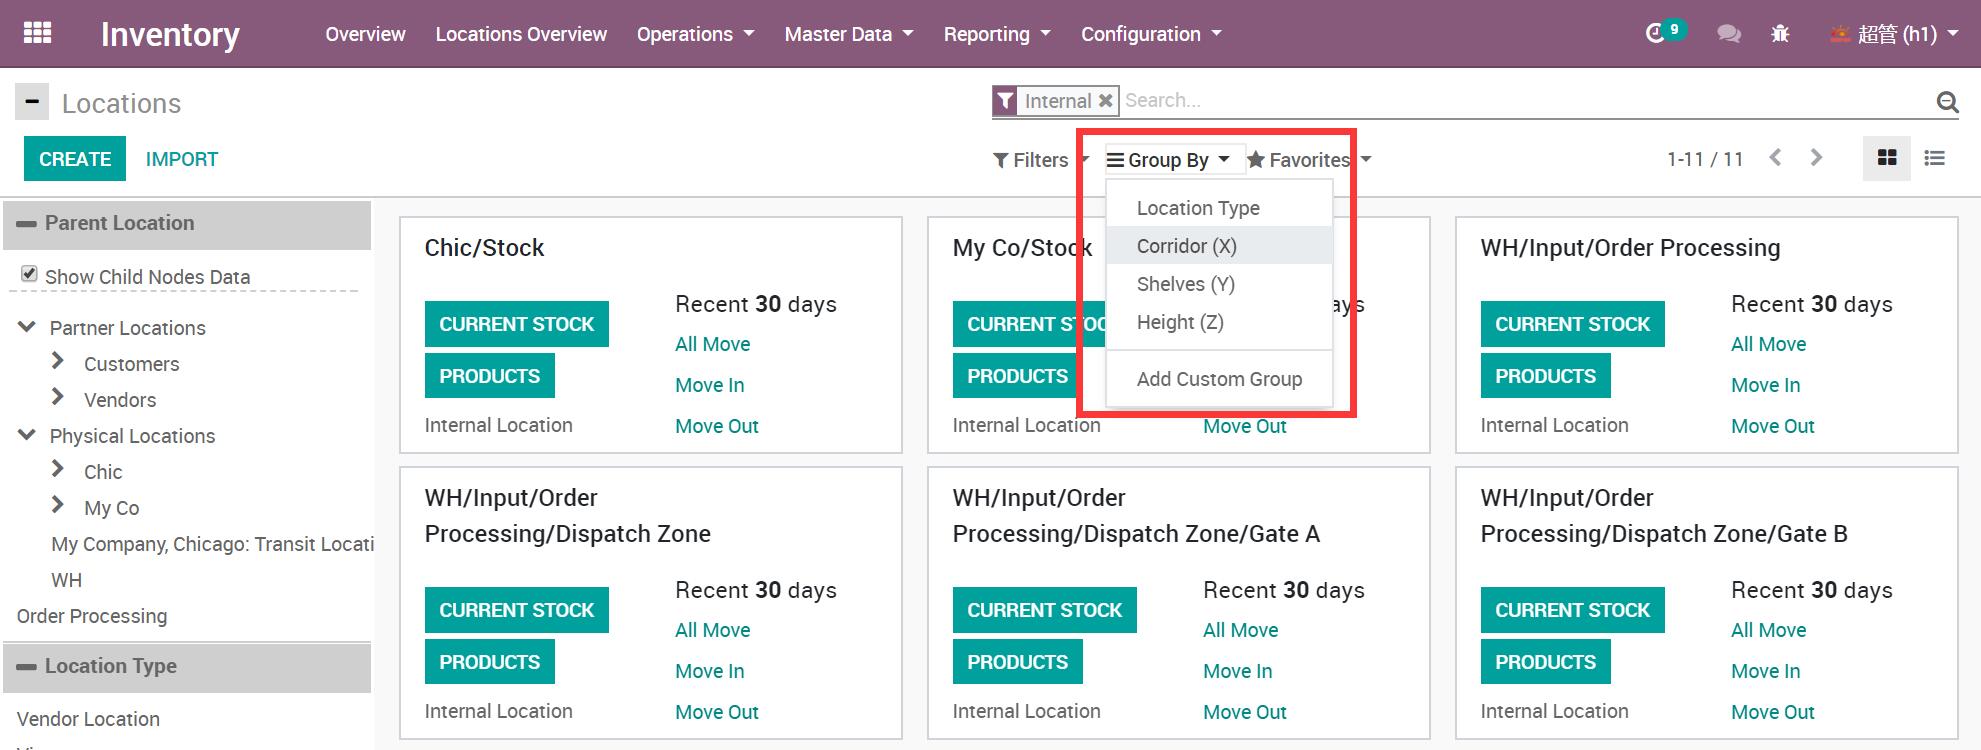 Inventory Overview Locations Overview Operations Master Data Reporting Configuration 9 超管 (h1)
Locations
Internal Search...
CREATE IMPORT
Filters Group By Favorites 1-11 / 11
Location Type
Corridor (X)
Shelves (Y)
Height (Z)
Add Custom Group
Parent Location
Show Child Nodes Data
Partner Locations
Customers
Vendors
Physical Locations
Chic
My Co
My Company, Chicago: Transit Locati
WH
Order Processing
Location Type
Vendor Location
Chic/Stock
Recent 30 days
CURRENT STOCK
All Move
PRODUCTS
Move In
Internal Location
Move Out
My Co/Stock
CURRENT STOC
PRODUCTS
Internal Location
Move Out
WH/Input/Order Processing
Recent 30 days
CURRENT STOCK
All Move
PRODUCTS
Move In
Internal Location
Move Out
WH/Input/Order
Processing/Dispatch Zone
Recent 30 days
CURRENT STOCK
All Move
PRODUCTS
Move In
Internal Location
Move Out
WH/Input/Order
Processing/Dispatch Zone/Gate A
Recent 30 days
CURRENT STOCK
All Move
PRODUCTS
Move In
Internal Location
Move Out
WH/Input/Order
Processing/Dispatch Zone/Gate B
Recent 30 days
CURRENT STOCK
All Move
PRODUCTS
Move In
Internal Location
Move Out